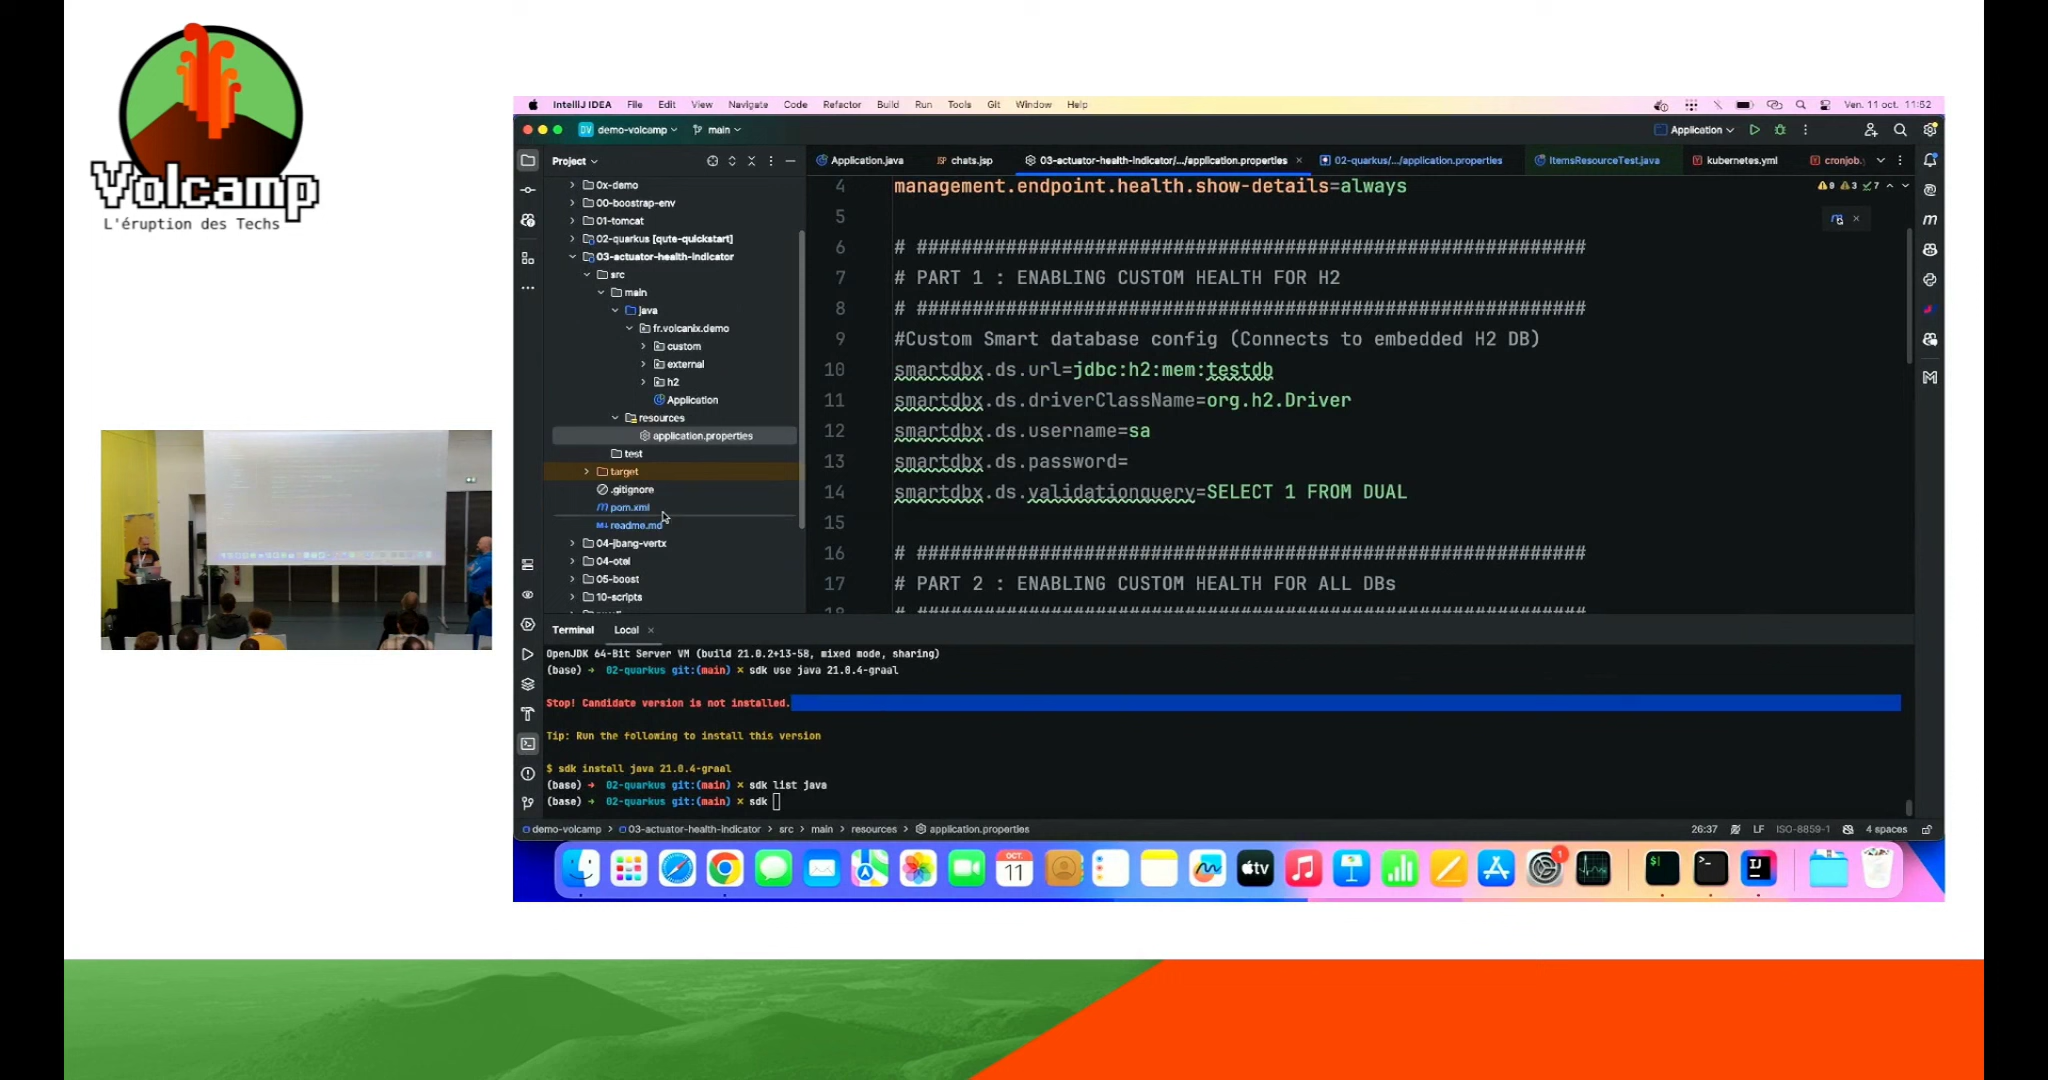 Volcamp
L'éruption des Techs
IntelliJ IDEA File Edit View Navigate Code Refactor Build Run Tools Git Window Help
Ven. 11 oct. 11:52
DV demo-volcamp main
Application
Project
Application.java
chats.jsp
03-actuator-health-indicator/.../application.properties
02-quarkus/.../application.properties
ItemsResourceTest.java
kubernetes.yml
cronjob.
0x-demo
00-boostrap-env
01-tomcat
02-quarkus [qute-quickstart]
03-actuator-health-indicator
src
main
java
fr.volcanix.demo
custom
external
h2
Application
resources
application.properties
test
target
.gitignore
pom.xml
readme.md
04-jbang-vertx
04-otel
05-boost
10-scripts
4 management.endpoint.health.show-details=always
9 3 7
5
6 # ############################################################
7 # PART 1 : ENABLING CUSTOM HEALTH FOR H2
8 # ############################################################
9 #Custom Smart database config (Connects to embedded H2 DB)
10 smartdbx.ds.url=jdbc:h2:mem:testdb
11 smartdbx.ds.driverClassName=org.h2.Driver
12 smartdbx.ds.username=sa
13 smartdbx.ds.password=
14 smartdbx.ds.validationquery=SELECT 1 FROM DUAL
15
16 # ############################################################
17 # PART 2 : ENABLING CUSTOM HEALTH FOR ALL DBs
18 # ############################################################
Terminal Local
OpenJDK 64-Bit Server VM (build 21.0.2+13-58, mixed mode, sharing)
(base) → 02-quarkus git:(main) × sdk use java 21.0.4-graal
Stop! Candidate version is not installed.
Tip: Run the following to install this version
$ sdk install java 21.0.4-graal
(base) → 02-quarkus git:(main) × sdk list java
(base) → 02-quarkus git:(main) × sdk
demo-volcamp > 03-actuator-health-indicator > src > main > resources > application.properties
26:37 LF ISO-8859-1 4 spaces
OCT.
11
tv
1